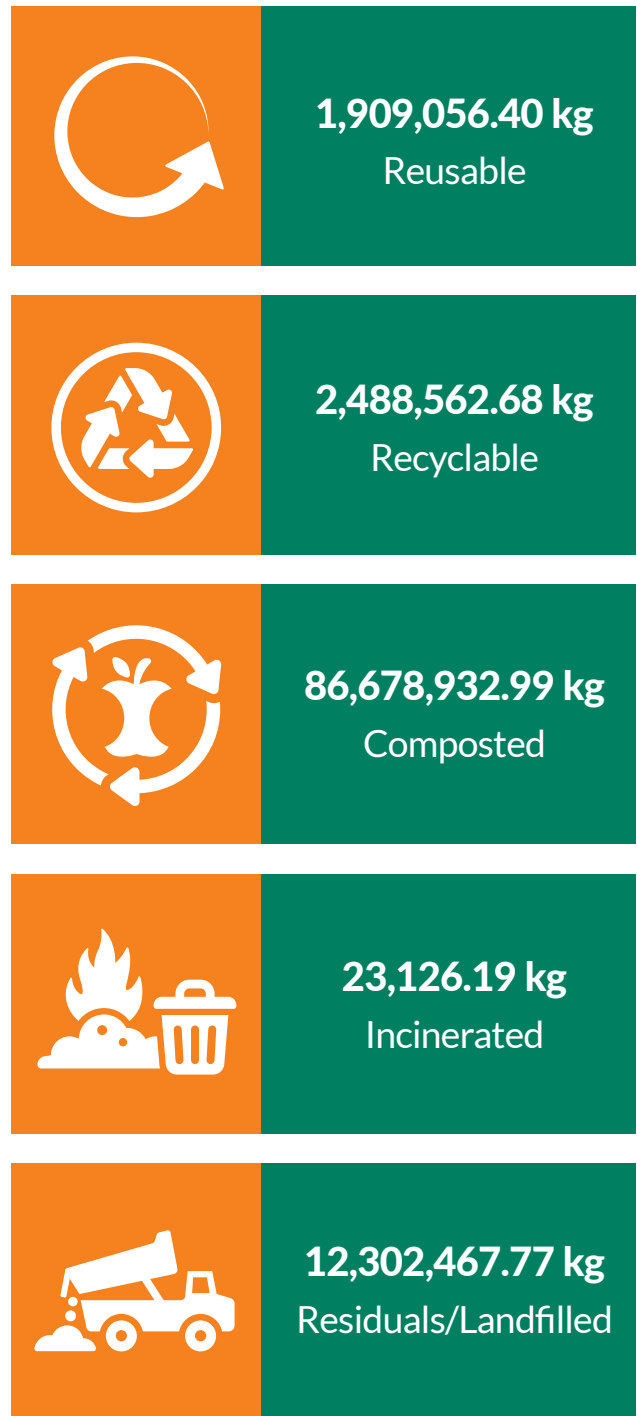 1,909,056.40 kg
Reusable
2,488,562.68 kg
Recyclable
86,678,932.99 kg
Composted
23,126.19 kg
Incinerated
12,302,467.77 kg
Residuals/Landfilled